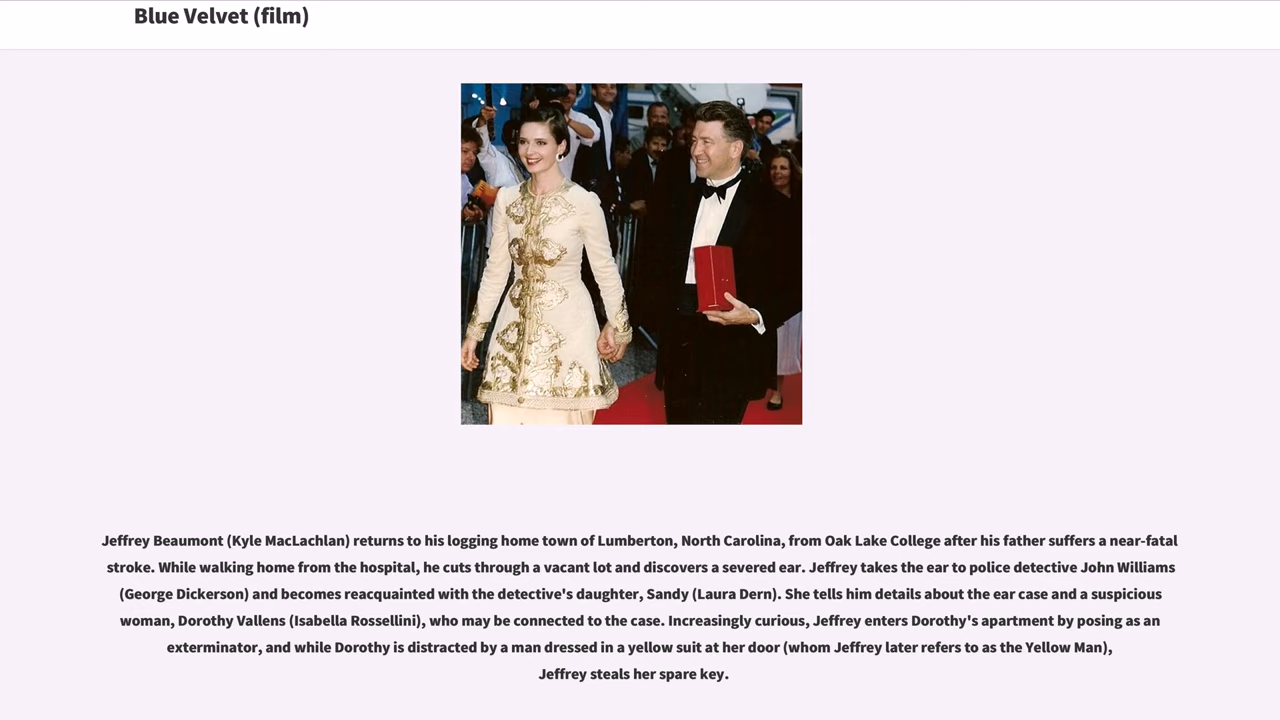 Blue Velvet (film)
Jeffrey Beaumont (Kyle MacLachlan) returns to his logging home town of Lumberton, North Carolina, from Oak Lake College after his father suffers a near-fatal
stroke. While walking home from the hospital, he cuts through a vacant lot and discovers a severed ear. Jeffrey takes the ear to police detective John Williams
(George Dickerson) and becomes reacquainted with the detective's daughter, Sandy (Laura Dern). She tells him details about the ear case and a suspicious
woman, Dorothy Vallens (Isabella Rossellini), who may be connected to the case. Increasingly curious, Jeffrey enters Dorothy's apartment by posing as an
exterminator, and while Dorothy is distracted by a man dressed in a yellow suit at her door (whom Jeffrey later refers to as the Yellow Man),
Jeffrey steals her spare key.